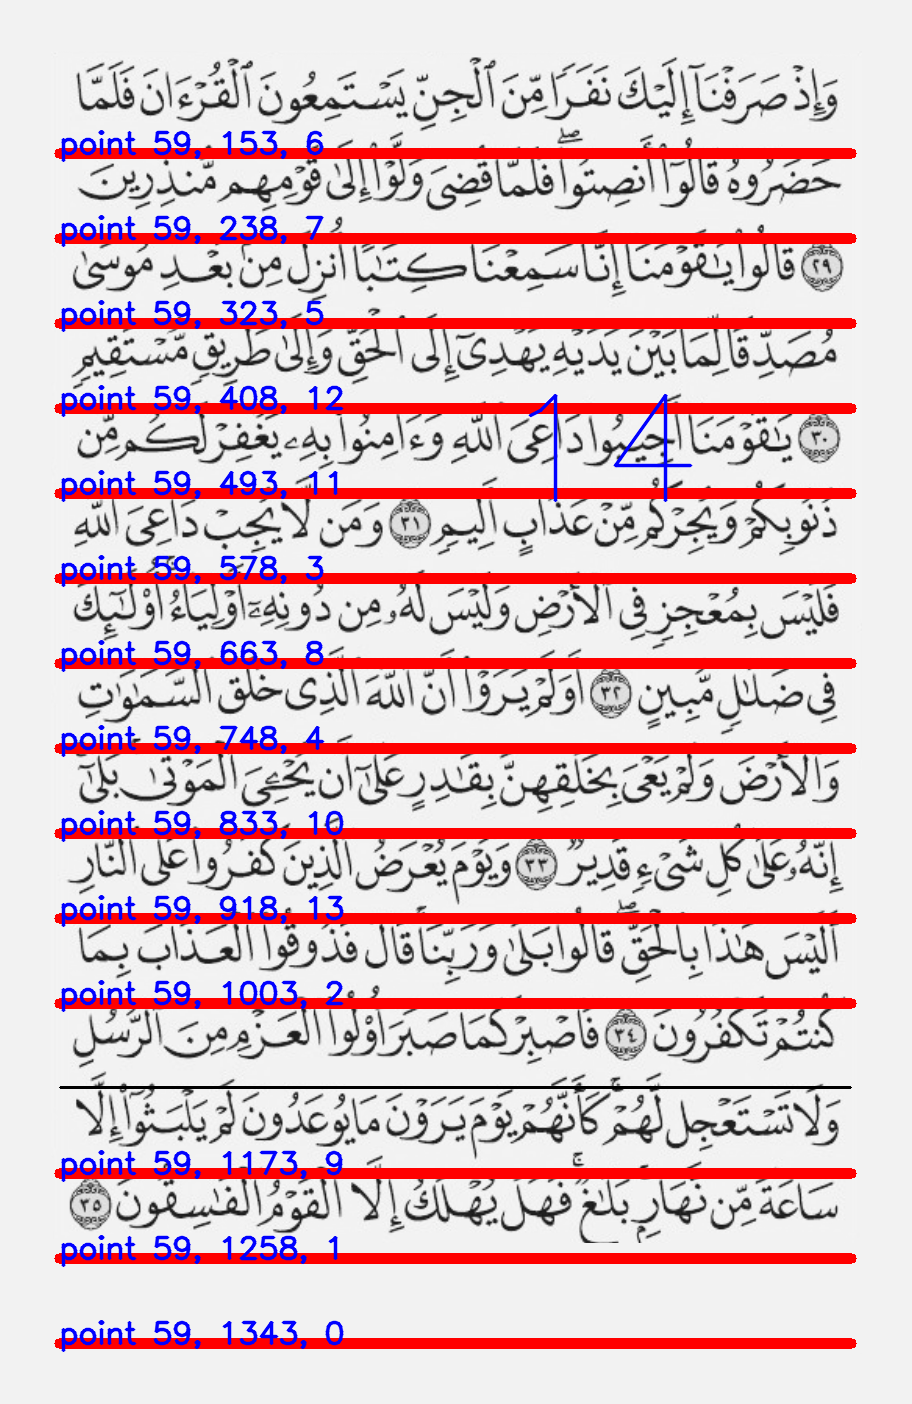 وَإِذْ صَرَفْنَآ إِلَيْكَ نَفَرًا مِّنَ ٱلْجِنِّ يَسْتَمِعُونَ ٱلْقُرْءَانَ فَلَمَّا
point 59, 153, 6
حَضَرُوهُ قَالُوٓا۟ أَنصِتُوا۟ ۖ فَلَمَّا قُضِىَ وَلَّوْا۟ إِلَىٰ قَوْمِهِم مُّنذِرِينَ
point 59, 238, 7
٢٩ قَالُوا۟ يَٰقَوْمَنَآ إِنَّا سَمِعْنَا كِتَٰبًا أُنزِلَ مِنۢ بَعْدِ مُوسَىٰ
point 59, 323, 5
مُصَدِّقًا لِّمَا بَيْنَ يَدَيْهِ يَهْدِىٓ إِلَى ٱلْحَقِّ وَإِلَىٰ طَرِيقٍ مُّسْتَقِيمٍ
point 59, 408, 12
٣٠ يَٰقَوْمَنَآ أَجِيبُوا۟ دَاعِىَ ٱللَّهِ وَءَامِنُوا۟ بِهِۦ يَغْفِرْ لَكُم مِّن
14
point 59, 493, 11
ذُنُوبِكُمْ وَيُجِرْكُم مِّنْ عَذَابٍ أَلِيمٍ ٣١ وَمَن لَّا يُجِبْ دَاعِىَ ٱللَّهِ
point 59, 578, 3
فَلَيْسَ بِمُعْجِزٍ فِى ٱلْأَرْضِ وَلَيْسَ لَهُۥ مِن دُونِهِۦٓ أَوْلِيَآءُ ۚ أُو۟لَٰٓئِكَ
point 59, 663, 8
فِى ضَلَٰلٍ مُّبِينٍ ٣٢ أَوَلَمْ يَرَوْا۟ أَنَّ ٱللَّهَ ٱلَّذِى خَلَقَ ٱلسَّمَٰوَٰتِ
point 59, 748, 4
وَٱلْأَرْضَ وَلَمْ يَعْىَ بِخَلْقِهِنَّ بِقَٰدِرٍ عَلَىٰٓ أَن يُحْۦِىَ ٱلْمَوْتَىٰ ۚ بَلَىٰٓ
point 59, 833, 10
إِنَّهُۥ عَلَىٰ كُلِّ شَىْءٍ قَدِيرٌ ٣٣ وَيَوْمَ يُعْرَضُ ٱلَّذِينَ كَفَرُوا۟ عَلَى ٱلنَّارِ
point 59, 918, 13
أَلَيْسَ هَٰذَا بِٱلْحَقِّ ۖ قَالُوا۟ بَلَىٰ وَرَبِّنَا ۚ قَالَ فَذُوقُوا۟ ٱلْعَذَابَ بِمَا
point 59, 1003, 2
كُنتُمْ تَكْفُرُونَ ٣٤ فَٱصْبِرْ كَمَا صَبَرَ أُو۟لُوا۟ ٱلْعَزْمِ مِنَ ٱلرُّسُلِ
وَلَا تَسْتَعْجِل لَّهُمْ ۚ كَأَنَّهُمْ يَوْمَ يَرَوْنَ مَا يُوعَدُونَ لَمْ يَلْبَثُوٓا۟ إِلَّا
point 59, 1173, 9
سَاعَةً مِّن نَّهَارٍۭ ۚ بَلَٰغٌ ۚ فَهَلْ يُهْلَكُ إِلَّا ٱلْقَوْمُ ٱلْفَٰسِقُونَ ٣٥
point 59, 1258, 1
point 59, 1343, 0